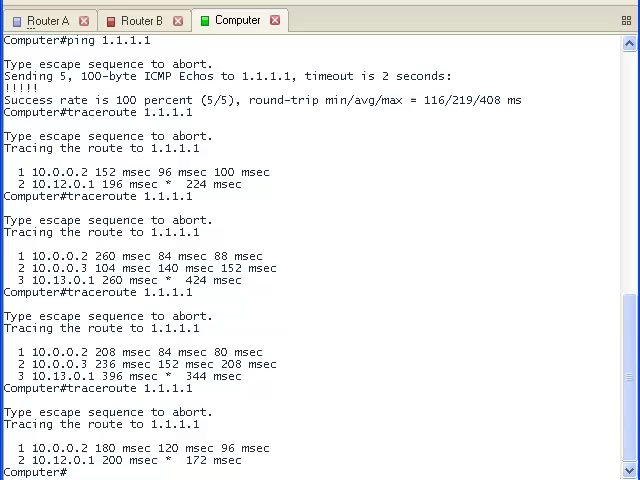 Router A
Router B
Computer
Computer#ping 1.1.1.1
Type escape sequence to abort.
Sending 5, 100-byte ICMP Echos to 1.1.1.1, timeout is 2 seconds:
!!!!!
Success rate is 100 percent (5/5), round-trip min/avg/max = 116/219/408 ms
Computer#traceroute 1.1.1.1
Type escape sequence to abort.
Tracing the route to 1.1.1.1
1 10.0.0.2 152 msec 96 msec 100 msec
2 10.12.0.1 196 msec *  224 msec
Computer#traceroute 1.1.1.1
Type escape sequence to abort.
Tracing the route to 1.1.1.1
1 10.0.0.2 260 msec 84 msec 88 msec
2 10.0.0.3 104 msec 140 msec 152 msec
3 10.13.0.1 260 msec *  424 msec
Computer#traceroute 1.1.1.1
Type escape sequence to abort.
Tracing the route to 1.1.1.1
1 10.0.0.2 208 msec 84 msec 80 msec
2 10.0.0.3 236 msec 152 msec 208 msec
3 10.13.0.1 396 msec *  344 msec
Computer#traceroute 1.1.1.1
Type escape sequence to abort.
Tracing the route to 1.1.1.1
1 10.0.0.2 180 msec 120 msec 96 msec
2 10.12.0.1 200 msec *  172 msec
Computer#